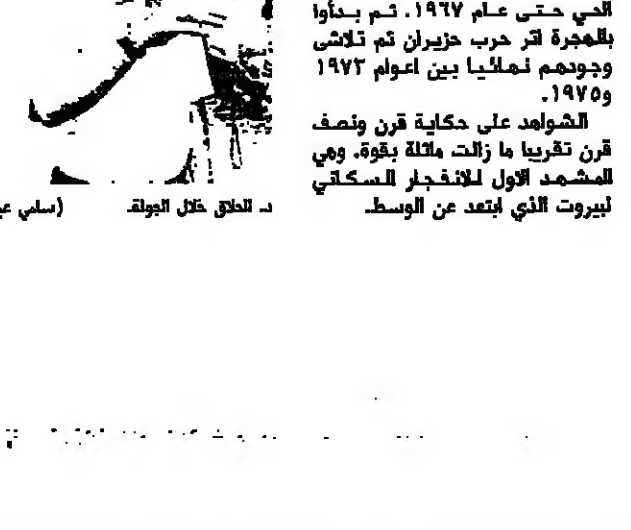 الحي حتى عام ١٩٦٧. ثم بدأوا
بالهجرة اثر حرب حزيران ثم تلاشى
وجودهم نهائيا بين اعوام ١٩٧٣
و١٩٧٥.
الشواهد على حكاية قرن ونصف
قرن تقريبا ما زالت ماثلة بقوة. وهي
المشهد الاول للانفجار السكاني
لبيروت الذي ابتعد عن الوسط.
د. الحلاق خلال الجولة. (سامي